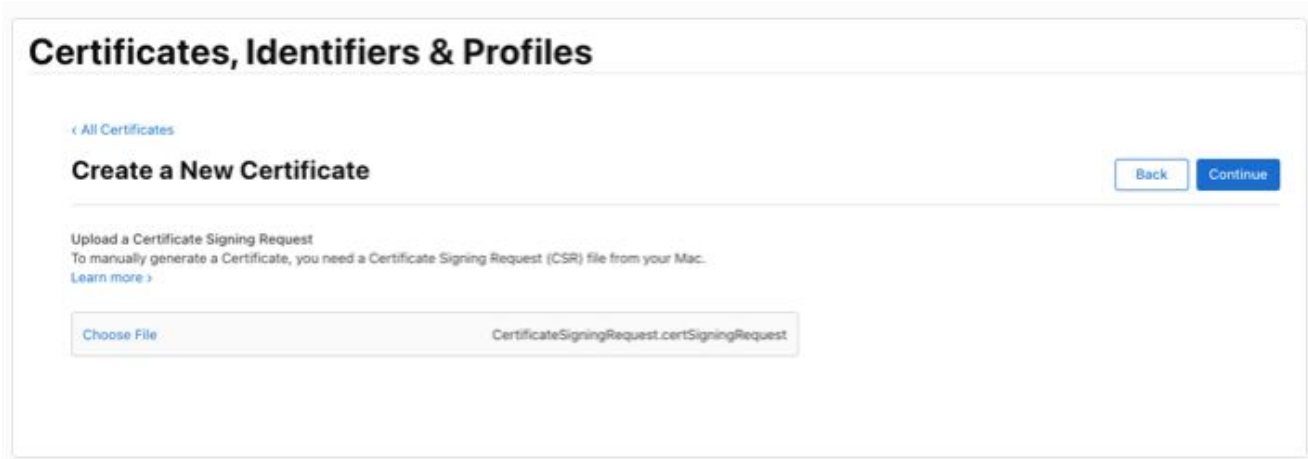 Certificates, Identifiers & Profiles
‹ All Certificates
Create a New Certificate
Back
Continue
Upload a Certificate Signing Request
To manually generate a Certificate, you need a Certificate Signing Request (CSR) file from your Mac.
Learn more ›
Choose File
CertificateSigningRequest.certSigningRequest